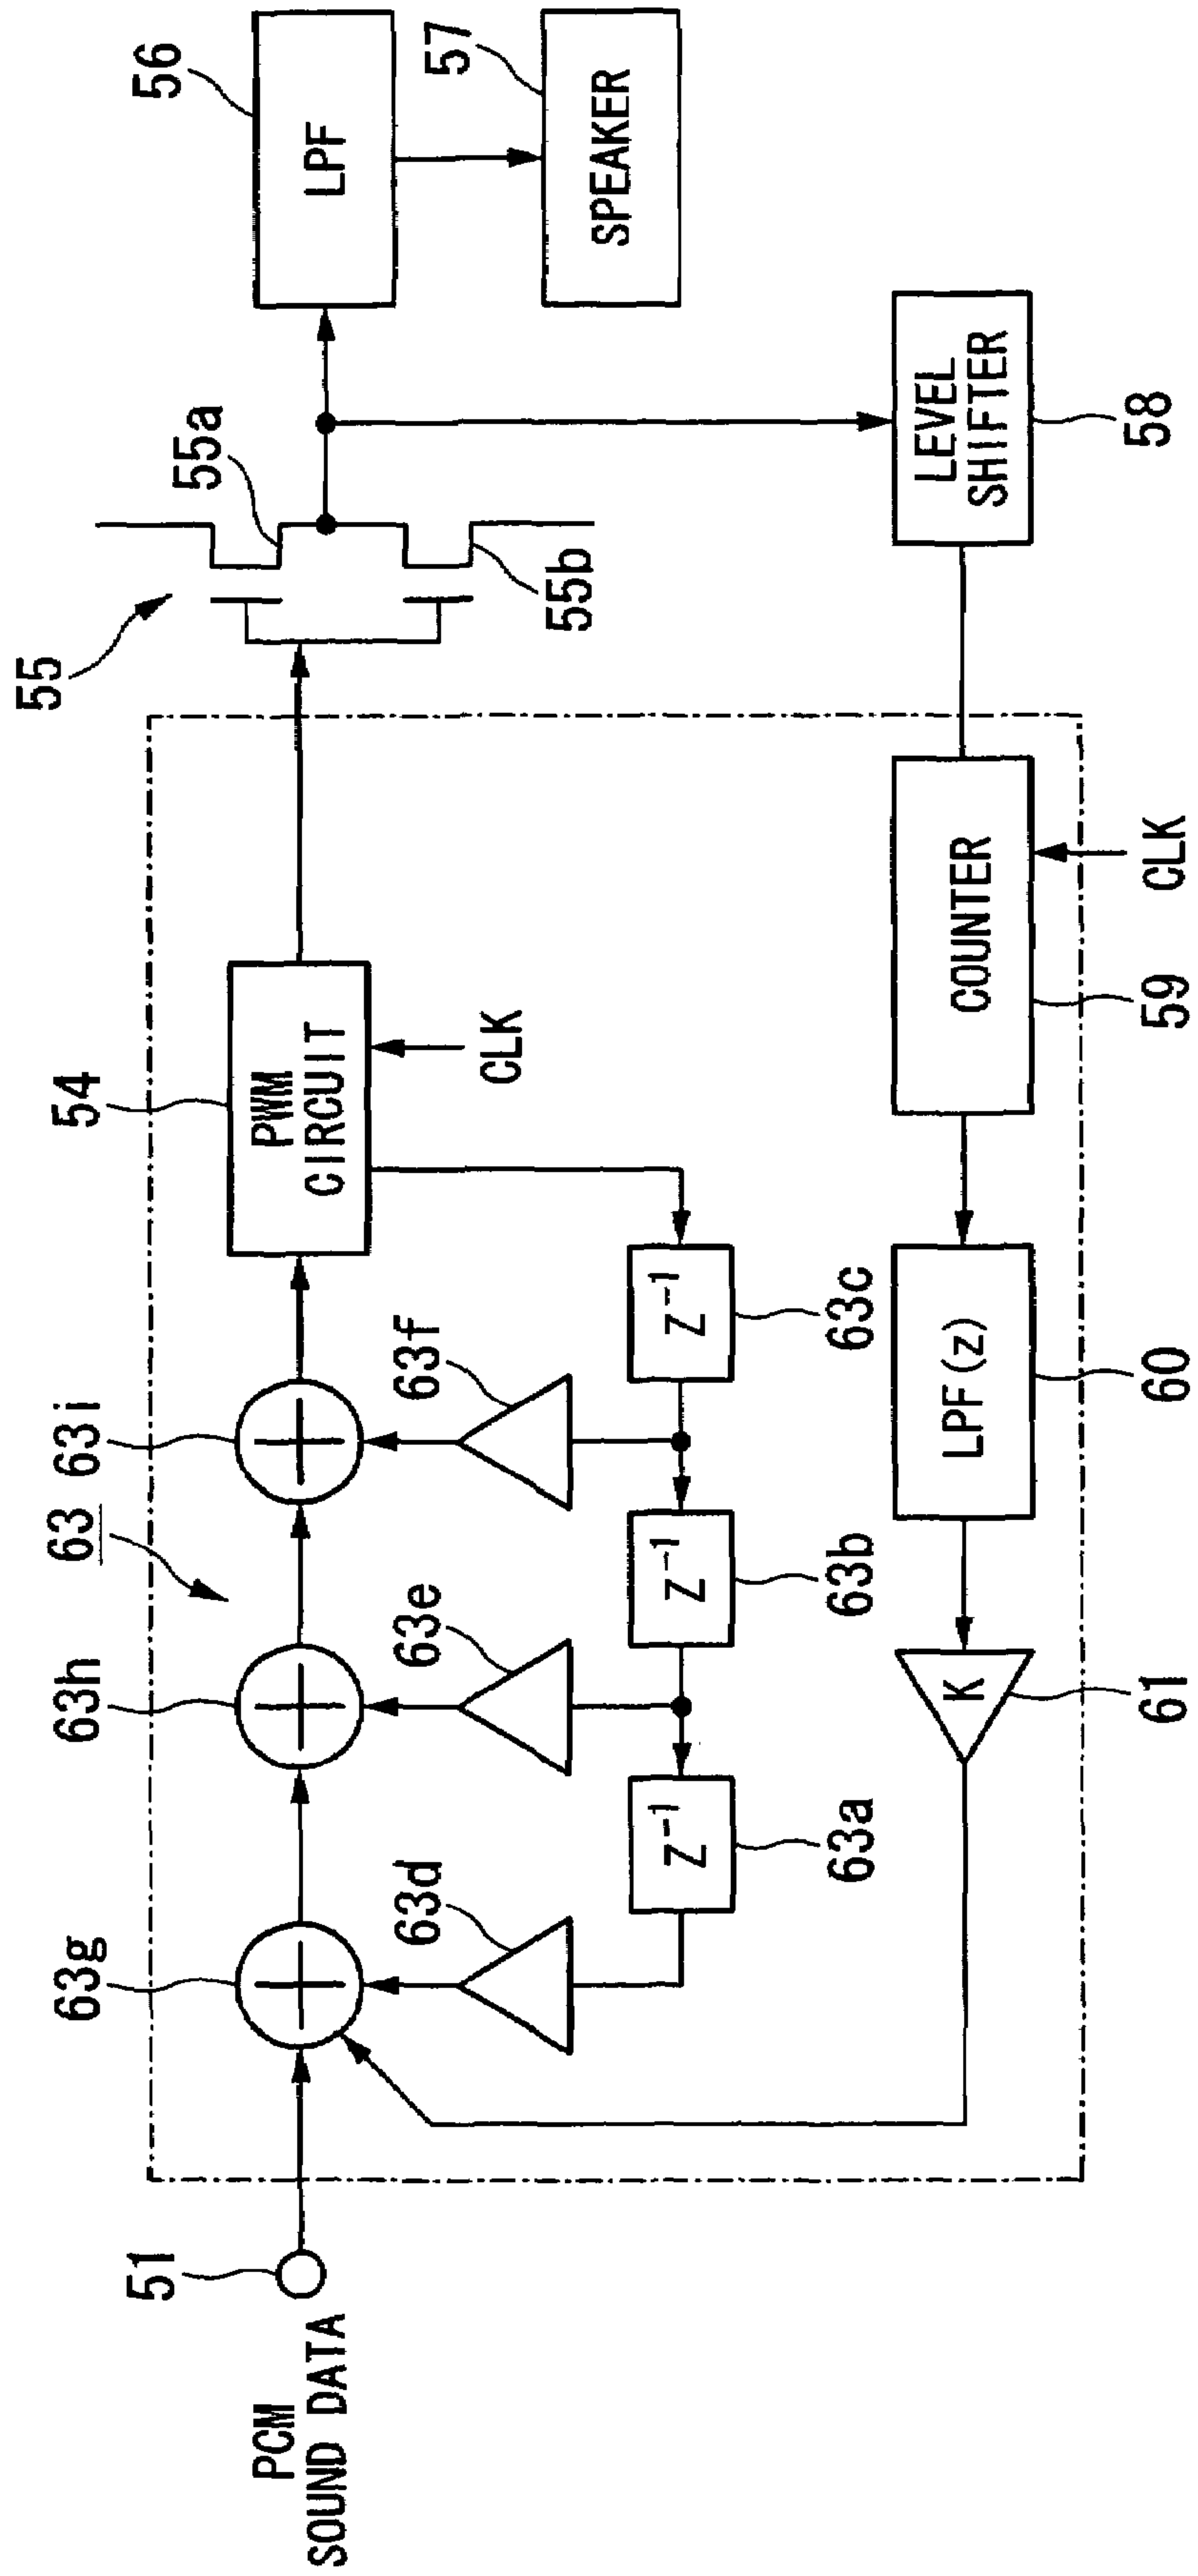 55
55a
56
LPF
57
SPEAKER
55b
54
PWM
CIRCUIT
CLK
63
63g
63h
63i
63d
63e
63f
51
PCM
SOUND DATA
Z⁻¹
63a
Z⁻¹
63b
Z⁻¹
63c
LEVEL
SHIFTER
58
K
61
LPF(z)
60
COUNTER
59
CLK